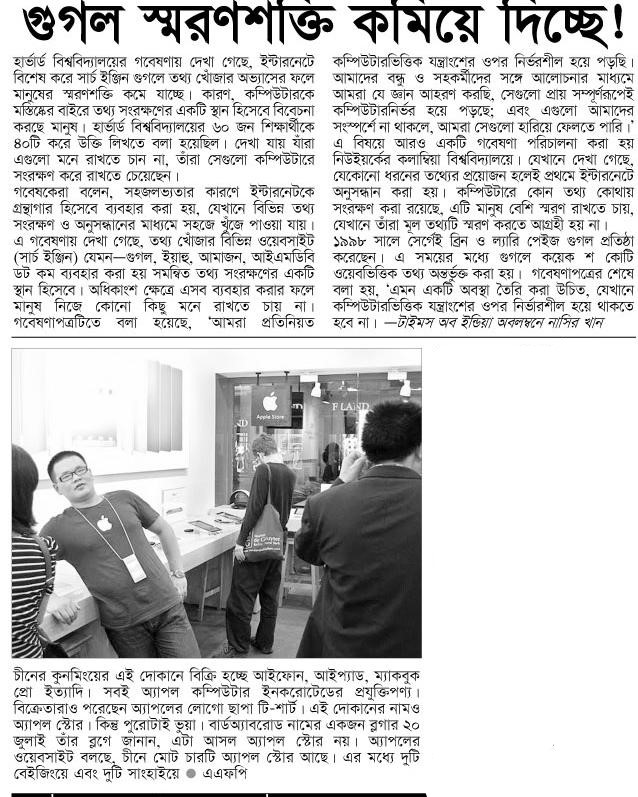 গুগল স্মরণশক্তি কমিয়ে দিচ্ছে!
হার্ভার্ড বিশ্ববিদ্যালয়ের গবেষণায় দেখা গেছে, ইন্টারনেটে
বিশেষ করে সার্চ ইঞ্জিন গুগলে তথ্য খোঁজার অভ্যাসের ফলে
মানুষের স্মরণশক্তি কমে যাচ্ছে। কারণ, কম্পিউটারকে
মস্তিষ্কের বাইরে তথ্য সংরক্ষণের একটি স্থান হিসেবে বিবেচনা
করছে মানুষ। হার্ভার্ড বিশ্ববিদ্যালয়ের ৬০ জন শিক্ষার্থীকে
৪০টি করে উক্তি লিখতে বলা হয়েছিল। দেখা যায় যাঁরা
এগুলো মনে রাখতে চান না, তাঁরা সেগুলো কম্পিউটারে
সংরক্ষণ করে রাখতে চেয়েছেন।
গবেষকেরা বলেন, সহজলভ্যতার কারণে ইন্টারনেটকে
গ্রন্থাগার হিসেবে ব্যবহার করা হয়, যেখানে বিভিন্ন তথ্য
সংরক্ষণ ও অনুসন্ধানের মাধ্যমে সহজে খুঁজে পাওয়া যায়।
এ গবেষণায় দেখা গেছে, তথ্য খোঁজার বিভিন্ন ওয়েবসাইট
(সার্চ ইঞ্জিন) যেমন—গুগল, ইয়াহু, আমাজন, আইএমডিবি
ডট কম ব্যবহার করা হয় সমন্বিত তথ্য সংরক্ষণের একটি
স্থান হিসেবে। অধিকাংশ ক্ষেত্রে এসব ব্যবহার করার ফলে
মানুষ নিজে কোনো কিছু মনে রাখতে চায় না।
গবেষণাপত্রটিতে বলা হয়েছে, ‘আমরা প্রতিনিয়ত
কম্পিউটারভিত্তিক যন্ত্রাংশের ওপর নির্ভরশীল হয়ে পড়ছি।
আমাদের বন্ধু ও সহকর্মীদের সঙ্গে আলোচনার মাধ্যমে
আমরা যে জ্ঞান আহরণ করছি, সেগুলো প্রায় সম্পূর্ণরূপেই
কম্পিউটারনির্ভর হয়ে পড়ছে; এবং এগুলো আমাদের
সংস্পর্শে না থাকলে, আমরা সেগুলো হারিয়ে ফেলতে পারি।’
এ বিষয়ে আরও একটি গবেষণা পরিচালনা করা হয়
নিউইয়র্কের কলাম্বিয়া বিশ্ববিদ্যালয়ে। যেখানে দেখা গেছে,
যেকোনো ধরনের তথ্যের প্রয়োজন হলেই প্রথমে ইন্টারনেটে
অনুসন্ধান করা হয়। কম্পিউটারে কোন তথ্য কোথায়
সংরক্ষণ করা রয়েছে, এটি মানুষ বেশি স্মরণ রাখতে চায়,
যেখানে তাঁরা মূল তথ্যটি স্মরণ করতে আগ্রহী হয় না।
১৯৯৮ সালে সের্গেই ব্রিন ও ল্যারি পেইজ গুগল প্রতিষ্ঠা
করেছেন। এ সময়ের মধ্যে গুগলে কয়েক শ কোটি
ওয়েবভিত্তিক তথ্য অন্তর্ভুক্ত করা হয়। গবেষণাপত্রের শেষে
বলা হয়, ‘এমন একটি অবস্থা তৈরি করা উচিত, যেখানে
কম্পিউটারভিত্তিক যন্ত্রাংশের ওপর নির্ভারশীল হয়ে থাকতে
হবে না। —টাইমস অব ইন্ডিয়া অবলম্বনে নাসির খান
Apple Store
F LAND
চীনের কুনমিংয়ের এই দোকানে বিক্রি হচ্ছে আইফোন, আইপ্যাড, ম্যাকবুক
প্রো ইত্যাদি। সবই অ্যাপল কম্পিউটার ইনকরোটেডের প্রযুক্তিপণ্য।
বিক্রেতারাও পরেছেন অ্যাপলের লোগো ছাপা টি-শার্ট। এই দোকানের নামও
অ্যাপল স্টোর। কিন্তু পুরোটাই ভুয়া। বার্ডঅ্যাবরোড নামের একজন ব্লগার ২০
জুলাই তাঁর ব্লগে জানান, এটা আসল অ্যাপল স্টোর নয়। অ্যাপলের
ওয়েবসাইট বলছে, চীনে মোট চারটি অ্যাপল স্টোর আছে। এর মধ্যে দুটি
বেইজিংয়ে এবং দুটি সাংহাইয়ে ● এএফপি